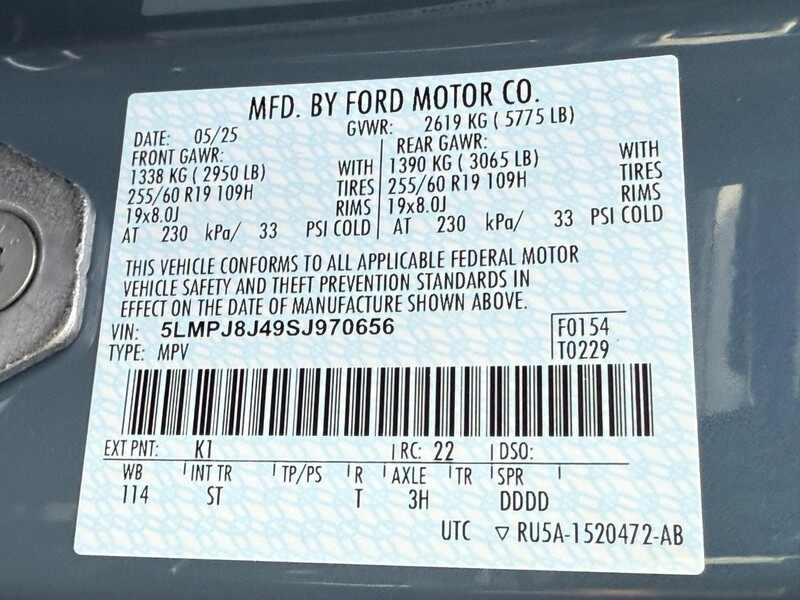 MFD. BY FORD MOTOR CO.
DATE: 05/25 GVWR: 2619 KG ( 5775 LB)
FRONT GAWR: REAR GAWR:
1338 KG ( 2950 LB) WITH 1390 KG ( 3065 LB) WITH
255/60 R19 109H TIRES 255/60 R19 109H TIRES
19x8.0J RIMS 19x8.0J RIMS
AT 230 kPa/ 33 PSI COLD AT 230 kPa/ 33 PSI COLD
THIS VEHICLE CONFORMS TO ALL APPLICABLE FEDERAL MOTOR
VEHICLE SAFETY AND THEFT PREVENTION STANDARDS IN
EFFECT ON THE DATE OF MANUFACTURE SHOWN ABOVE.
VIN: 5LMPJ8J49SJ970656 F0154
TYPE: MPV T0229
EXT PNT: K1 RC: 22 DSO:
WB INT TR TP/PS R AXLE TR SPR
114 ST T 3H DDDD
UTC ▽ RU5A-1520472-AB